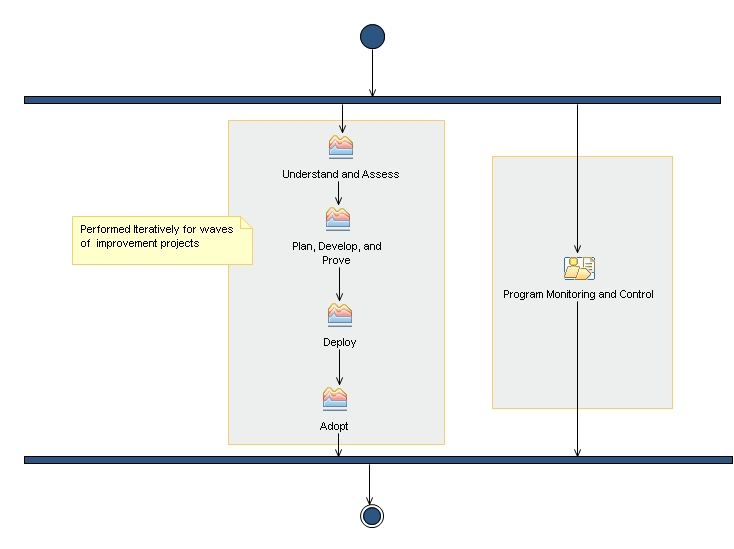 Understand and Assess
Performed Iteratively for waves
of improvement projects
Plan, Develop, and
Prove
Program Monitoring and Control
Deploy
Adopt